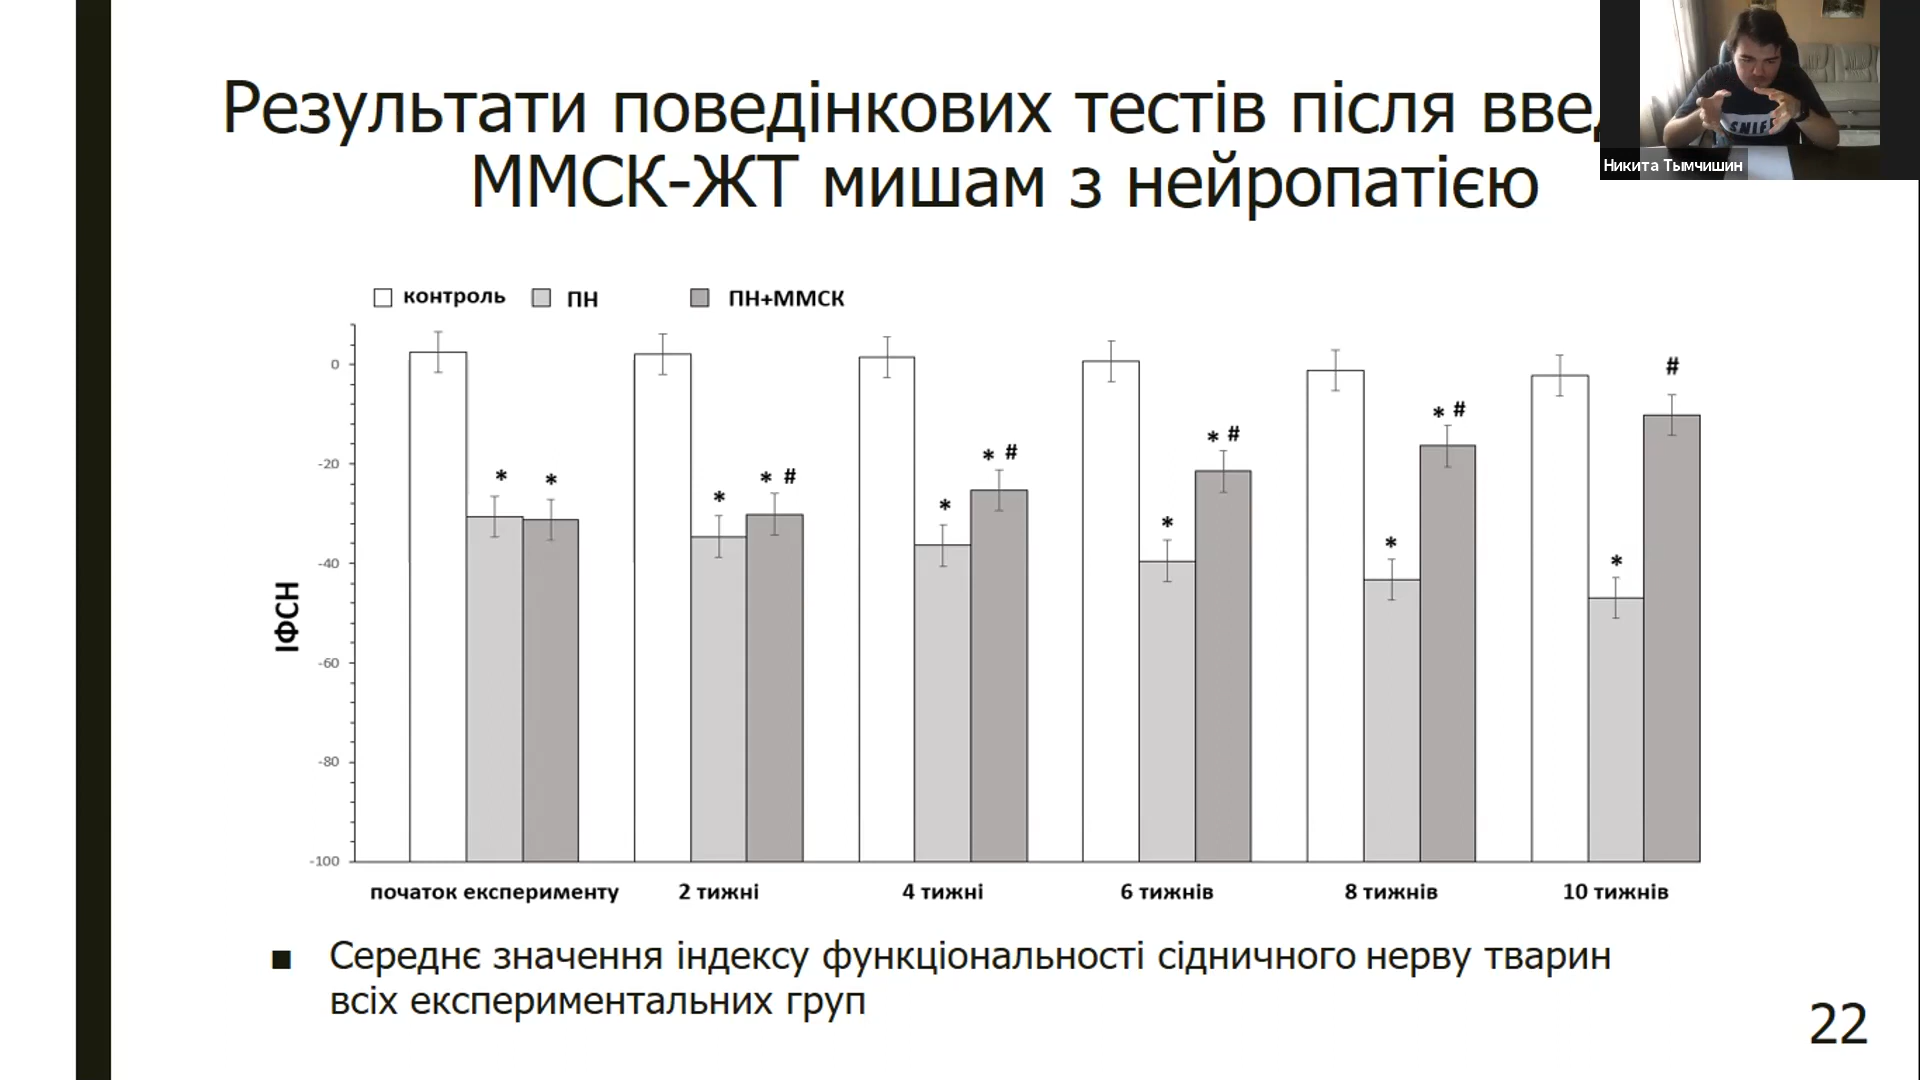 Результати поведінкових тестів після
ММСК-ЖТ мишам з нейропатією
SNIFF
Никита Тымчишин
контроль ПН ПН+ММСК
0
-20
-40
-60
-80
-100
ІФСН
* * * * # * * # * * # * * # * #
початок експерименту 2 тижні 4 тижні 6 тижнів 8 тижнів 10 тижнів
■ Середнє значення індексу функціональності сідничного нерву тварин
всіх експериментальних груп
22